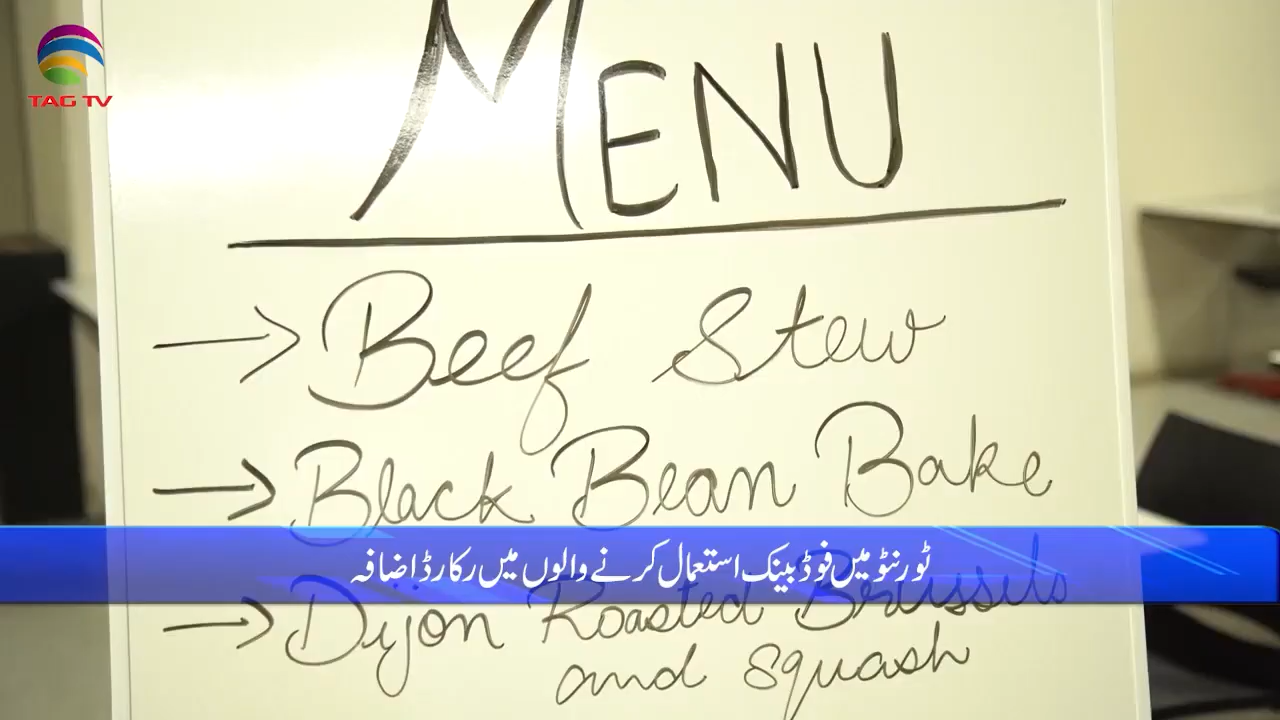 TAG TV
MENU
→ Beef Stew
→ Black Bean Bake
ٹورنٹو میں فوڈ بینک استعمال کرنے والوں میں رکارڈ اضافہ
→ Dijon Roasted Brussels
and Squash